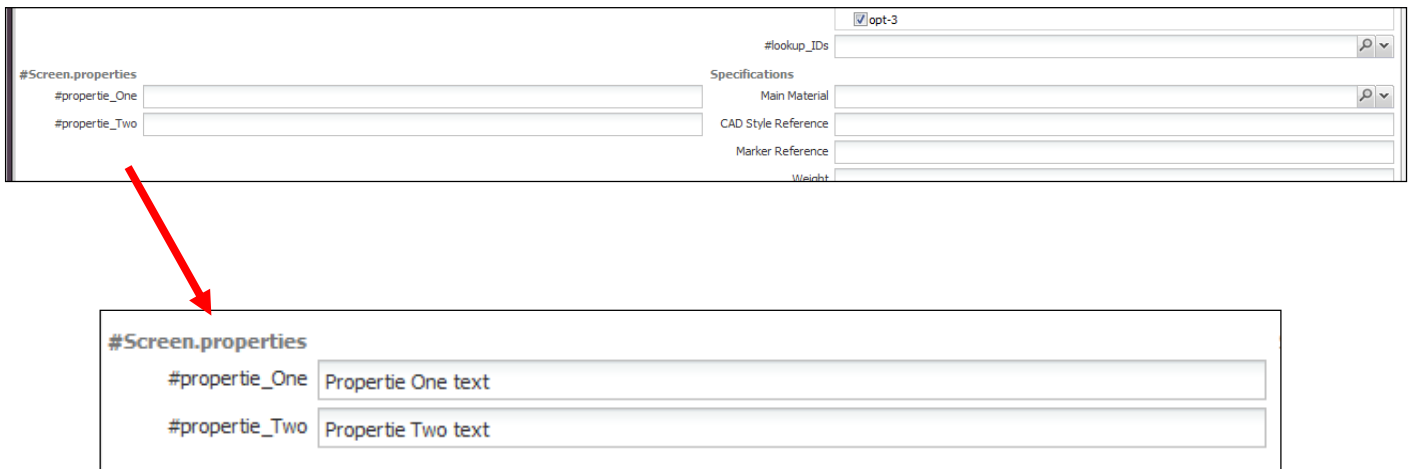 opt-3
#lookup_IDs
#Screen.properties
#propertie_One
#propertie_Two
Specifications
Main Material
CAD Style Reference
Marker Reference
Weight
#Screen.properties
#propertie_One Propertie One text
#propertie_Two Propertie Two text